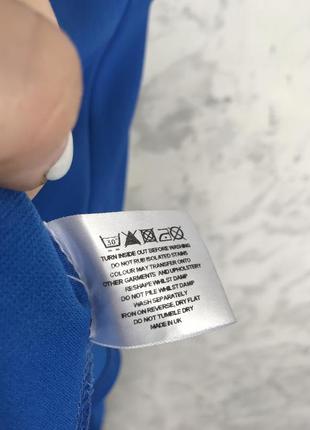 30°
TURN INSIDE OUT BEFORE WASHING
DO NOT RUB ISOLATED STAINS
COLOUR MAY TRANSFER ONTO
OTHER GARMENTS AND UPHOLSTERY
RESHAPE WHILST DAMP
DO NOT PILE WHILST DAMP
WASH SEPARATELY
IRON ON REVERSE, DRY FLAT
DO NOT TUMBLE DRY
MADE IN UK